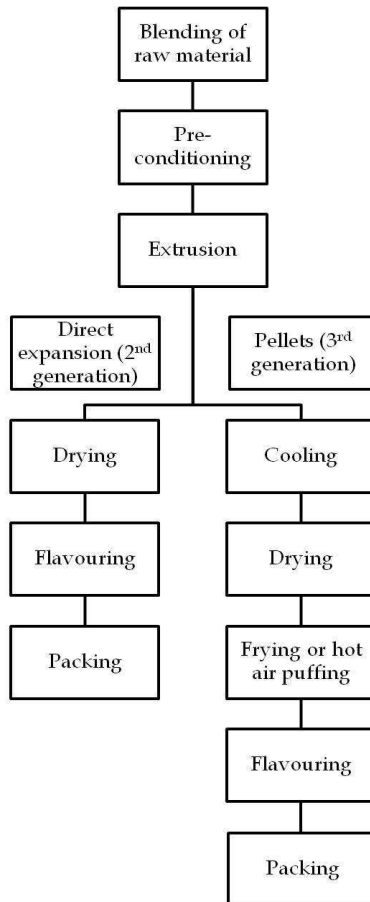 Blending of
raw material
Pre-
conditioning
Extrusion
Direct
expansion (2nd
generation)
Pellets (3rd
generation)
Drying
Flavouring
Packing
Cooling
Drying
Frying or hot
air puffing
Flavouring
Packing